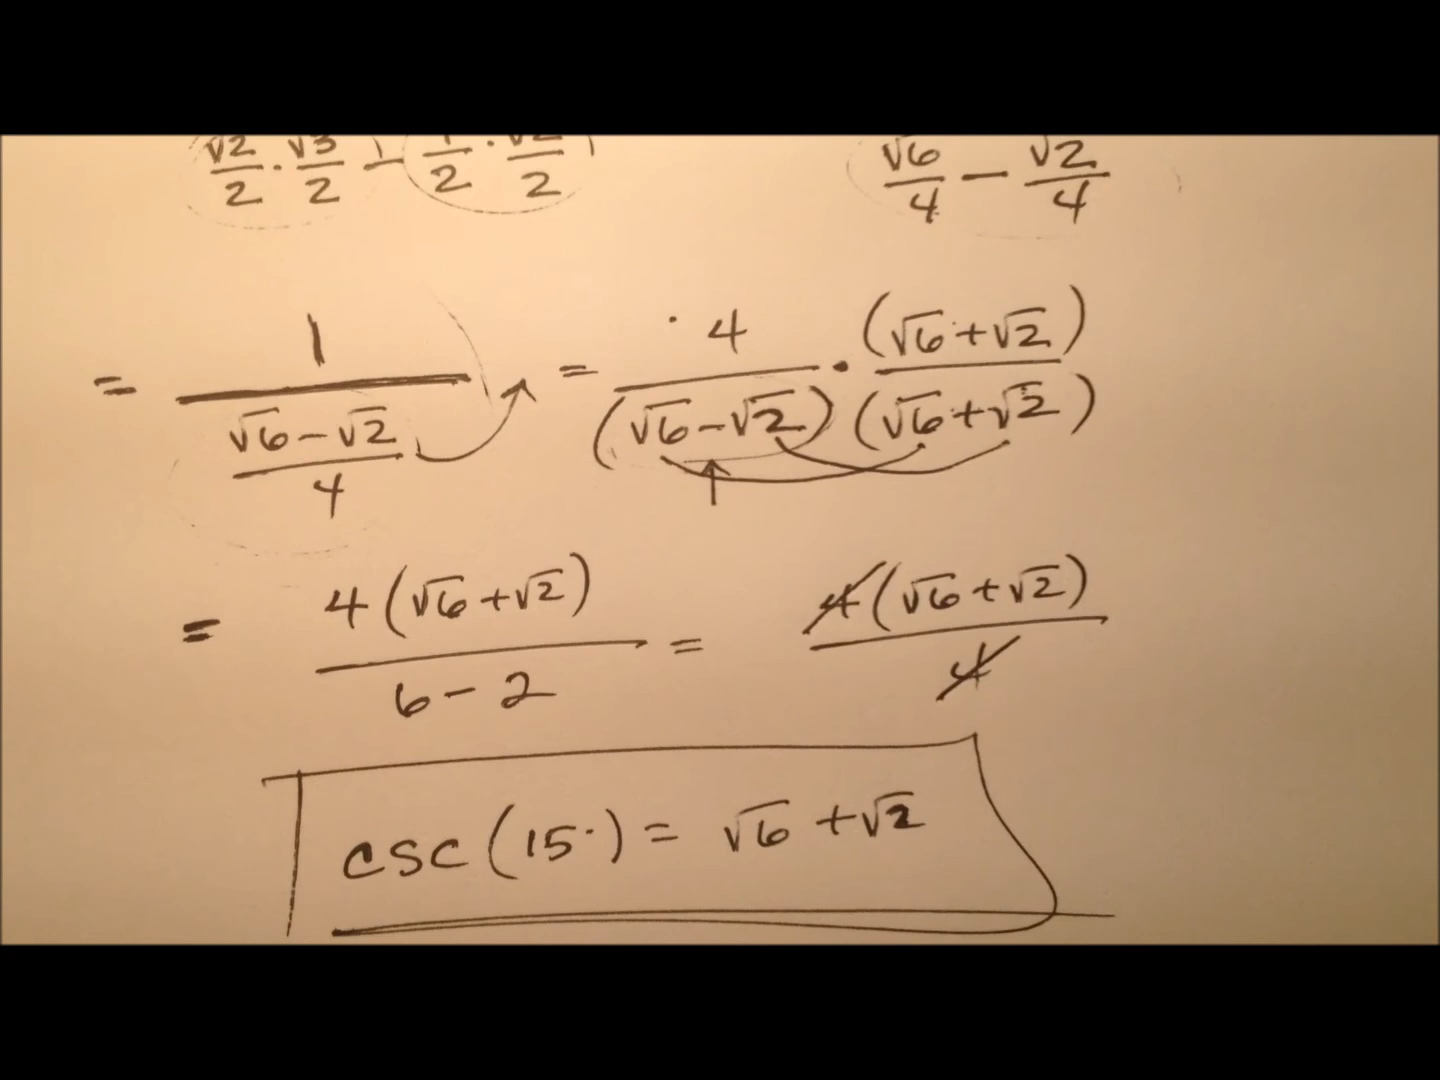 √2/2 · √3/2 - 1/2 · √2/2 √6/4 - √2/4
= 1/((√6-√2)/4) = 4/(√6-√2) · (√6+√2)/(√6+√2)
= 4(√6+√2)/(6-2) = 4(√6+√2)/4
csc(15°) = √6+√2